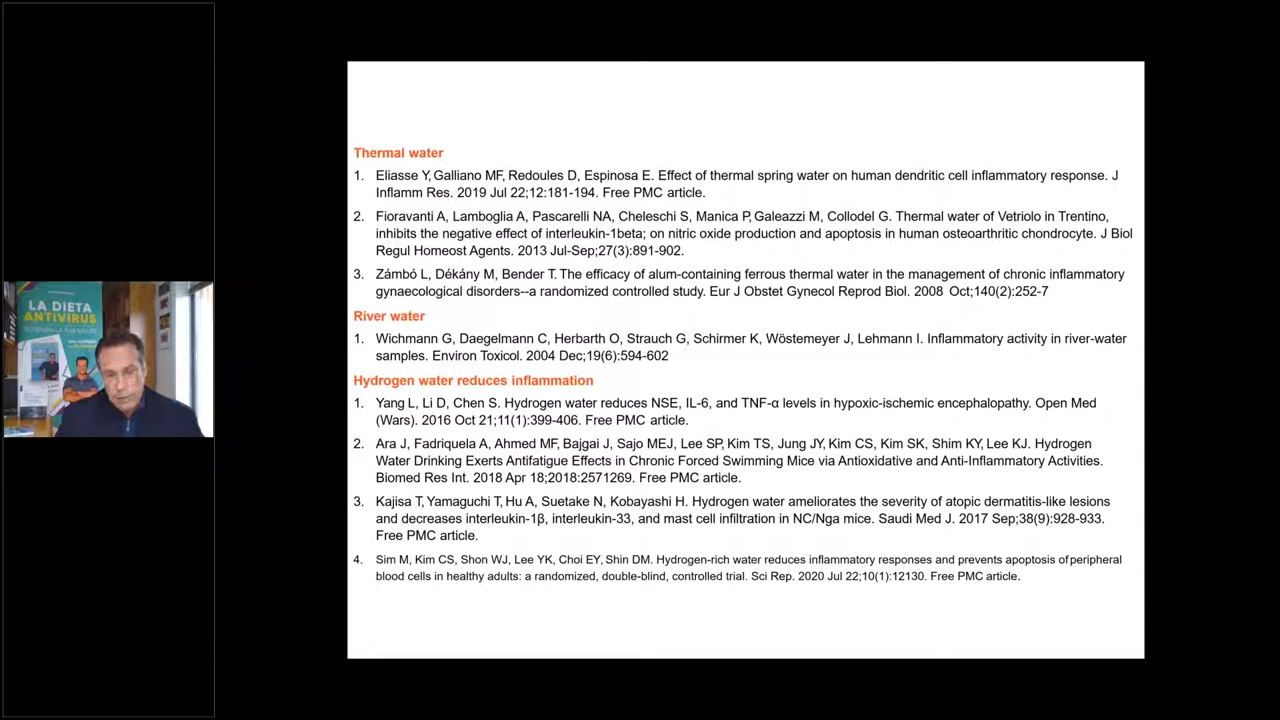 LA DIETA
ANTIVIRUS
Thermal water
1. Eliasse Y, Galliano MF, Redoules D, Espinosa E. Effect of thermal spring water on human dendritic cell inflammatory response. J
Inflamm Res. 2019 Jul 22;12:181-194. Free PMC article.
2. Fioravanti A, Lamboglia A, Pascarelli NA, Cheleschi S, Manica P, Galeazzi M, Collodel G. Thermal water of Vetriolo in Trentino,
inhibits the negative effect of interleukin-1beta; on nitric oxide production and apoptosis in human osteoarthritic chondrocyte. J Biol
Regul Homeost Agents. 2013 Jul-Sep;27(3):891-902.
3. Zámbó L, Dékány M, Bender T. The efficacy of alum-containing ferrous thermal water in the management of chronic inflammatory
gynaecological disorders--a randomized controlled study. Eur J Obstet Gynecol Reprod Biol. 2008 Oct;140(2):252-7
River water
1. Wichmann G, Daegelmann C, Herbarth O, Strauch G, Schirmer K, Wöstemeyer J, Lehmann I. Inflammatory activity in river-water
samples. Environ Toxicol. 2004 Dec;19(6):594-602
Hydrogen water reduces inflammation
1. Yang L, Li D, Chen S. Hydrogen water reduces NSE, IL-6, and TNF-α levels in hypoxic-ischemic encephalopathy. Open Med
(Wars). 2016 Oct 21;11(1):399-406. Free PMC article.
2. Ara J, Fadriquela A, Ahmed MF, Bajgai J, Sajo MEJ, Lee SP, Kim TS, Jung JY, Kim CS, Kim SK, Shim KY, Lee KJ. Hydrogen
Water Drinking Exerts Antifatigue Effects in Chronic Forced Swimming Mice via Antioxidative and Anti-Inflammatory Activities.
Biomed Res Int. 2018 Apr 18;2018:2571269. Free PMC article.
3. Kajisa T, Yamaguchi T, Hu A, Suetake N, Kobayashi H. Hydrogen water ameliorates the severity of atopic dermatitis-like lesions
and decreases interleukin-1β, interleukin-33, and mast cell infiltration in NC/Nga mice. Saudi Med J. 2017 Sep;38(9):928-933.
Free PMC article.
4. Sim M, Kim CS, Shon WJ, Lee YK, Choi EY, Shin DM. Hydrogen-rich water reduces inflammatory responses and prevents apoptosis of peripheral
blood cells in healthy adults: a randomized, double-blind, controlled trial. Sci Rep. 2020 Jul 22;10(1):12130. Free PMC article.